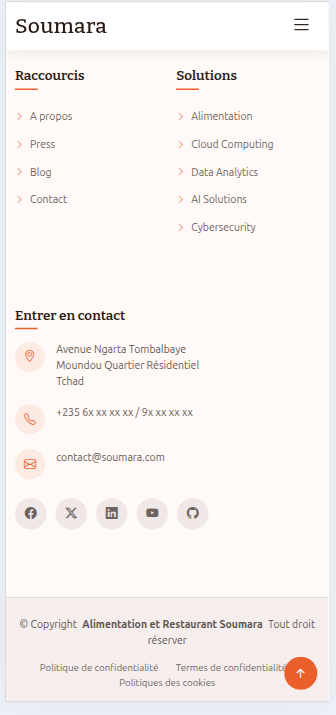 Soumara
Raccourcis
A propos
Press
Blog
Contact
Solutions
Alimentation
Cloud Computing
Data Analytics
AI Solutions
Cybersecurity
Entrer en contact
Avenue Ngarta Tombalbaye
Moundou Quartier Résidentiel
Tchad
+235 6x xx xx xx / 9x xx xx xx
contact@soumara.com
© Copyright Alimentation et Restaurant Soumara Tout droit
réserver
Politique de confidentialité Termes de confidentialité
Politiques des cookies